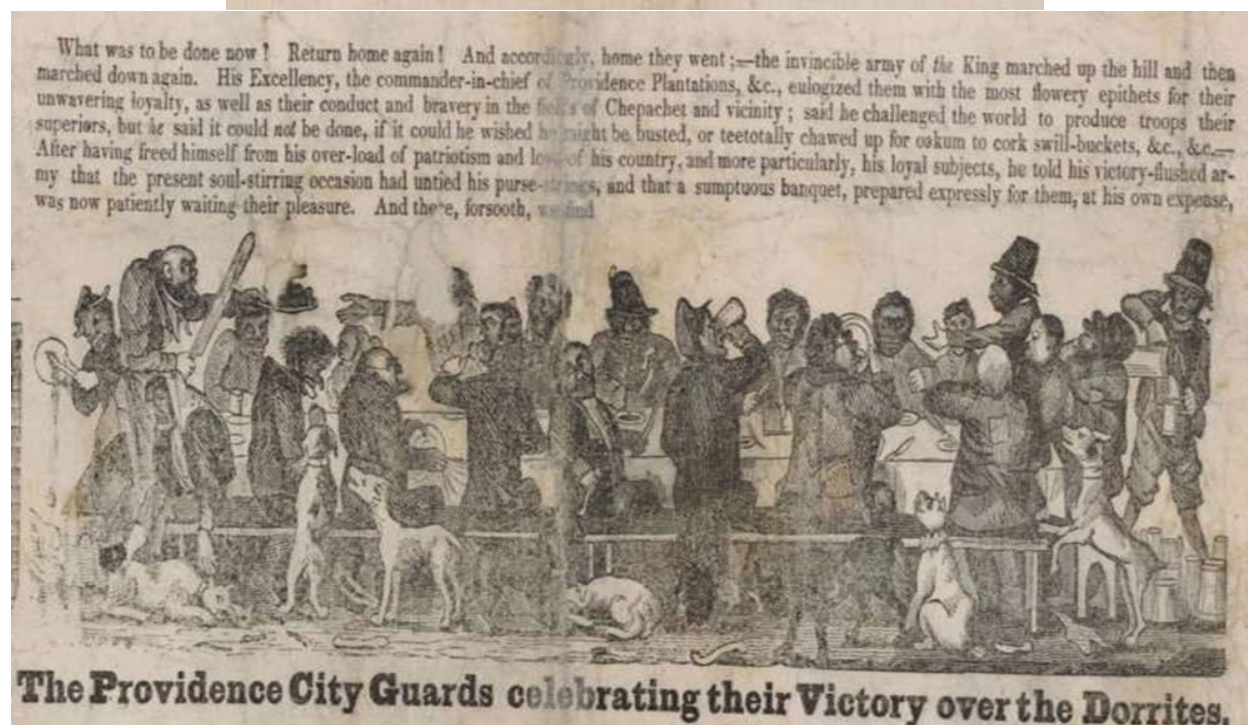 What was to be done now? Return home again! And accordingly, home they went;—the invincible army of the King marched up the hill and then
marched down again. His Excellency, the commander-in-chief of Providence Plantations, &c., eulogized them with the most flowery epithets for their
unwavering loyalty, as well as their conduct and bravery in the fields of Chepachet and vicinity; said he challenged the world to produce troops their
superiors, but he said it could not be done, if it could he wished he might be busted, or teetotally chawed up for oakum to cork swill-buckets, &c., &c.—
After having freed himself from his over-load of patriotism and love of his country, and more particularly, his loyal subjects, he told his victory-flushed ar-
my that the present soul-stirring occasion had untied his purse-strings, and that a sumptuous banquet, prepared expressly for them, at his own expense,
was now patiently waiting their pleasure. And there, forsooth, we find
The Providence City Guards celebrating their Victory over the Dorrites.